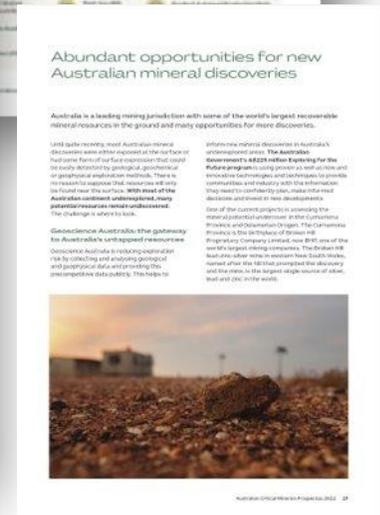 Abundant opportunities for new
Australian mineral discoveries
Australia is a leading mining jurisdiction with some of the world's largest recoverable
mineral resources in the ground and many opportunities for more discoveries.
Until quite recently, most Australian mineral
discoveries were either exposed at the surface or
had some form of surface expression that could
be easily detected by geological, geochemical
or geophysical exploration methods. There is
no reason to suppose that resources will only
be found near the surface. With most of the
Australian continent underexplored, many
potential resources remain undiscovered.
The challenge is where to look.
Geoscience Australia: the gateway
to Australia's untapped resources
Geoscience Australia is reducing exploration
risk by collecting and analysing geological
and geophysical data and providing this
precompetitive data publicly. This helps to
inform new mineral discoveries in Australia's
underexplored areas. The Australian
Government's A$225 million Exploring for the
Future program is using proven as well as new and
innovative technologies and techniques to provide
communities and industry with the information
they need to confidently plan, make informed
decisions and invest in new developments.
One of the current projects is assessing the
mineral potential undercover in the Curnamona
Province and Delamerian Orogen. The Curnamona
Province is the birthplace of Broken Hill
Proprietary Company Limited, now BHP, one of the
world's largest mining companies. The Broken Hill
lead-zinc-silver mine in western New South Wales,
named after the hill that prompted the discovery
and the mine, is the largest single source of silver,
lead and zinc in the world.
Australian Critical Minerals Prospectus 2022